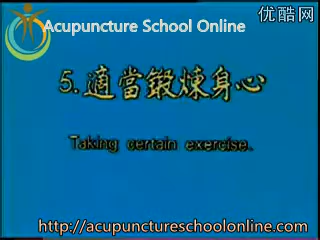 优酷网
Acupuncture School Online
5.適當鍛煉身心
Taking certain exercise.
http://acupunctureschoolonline.com